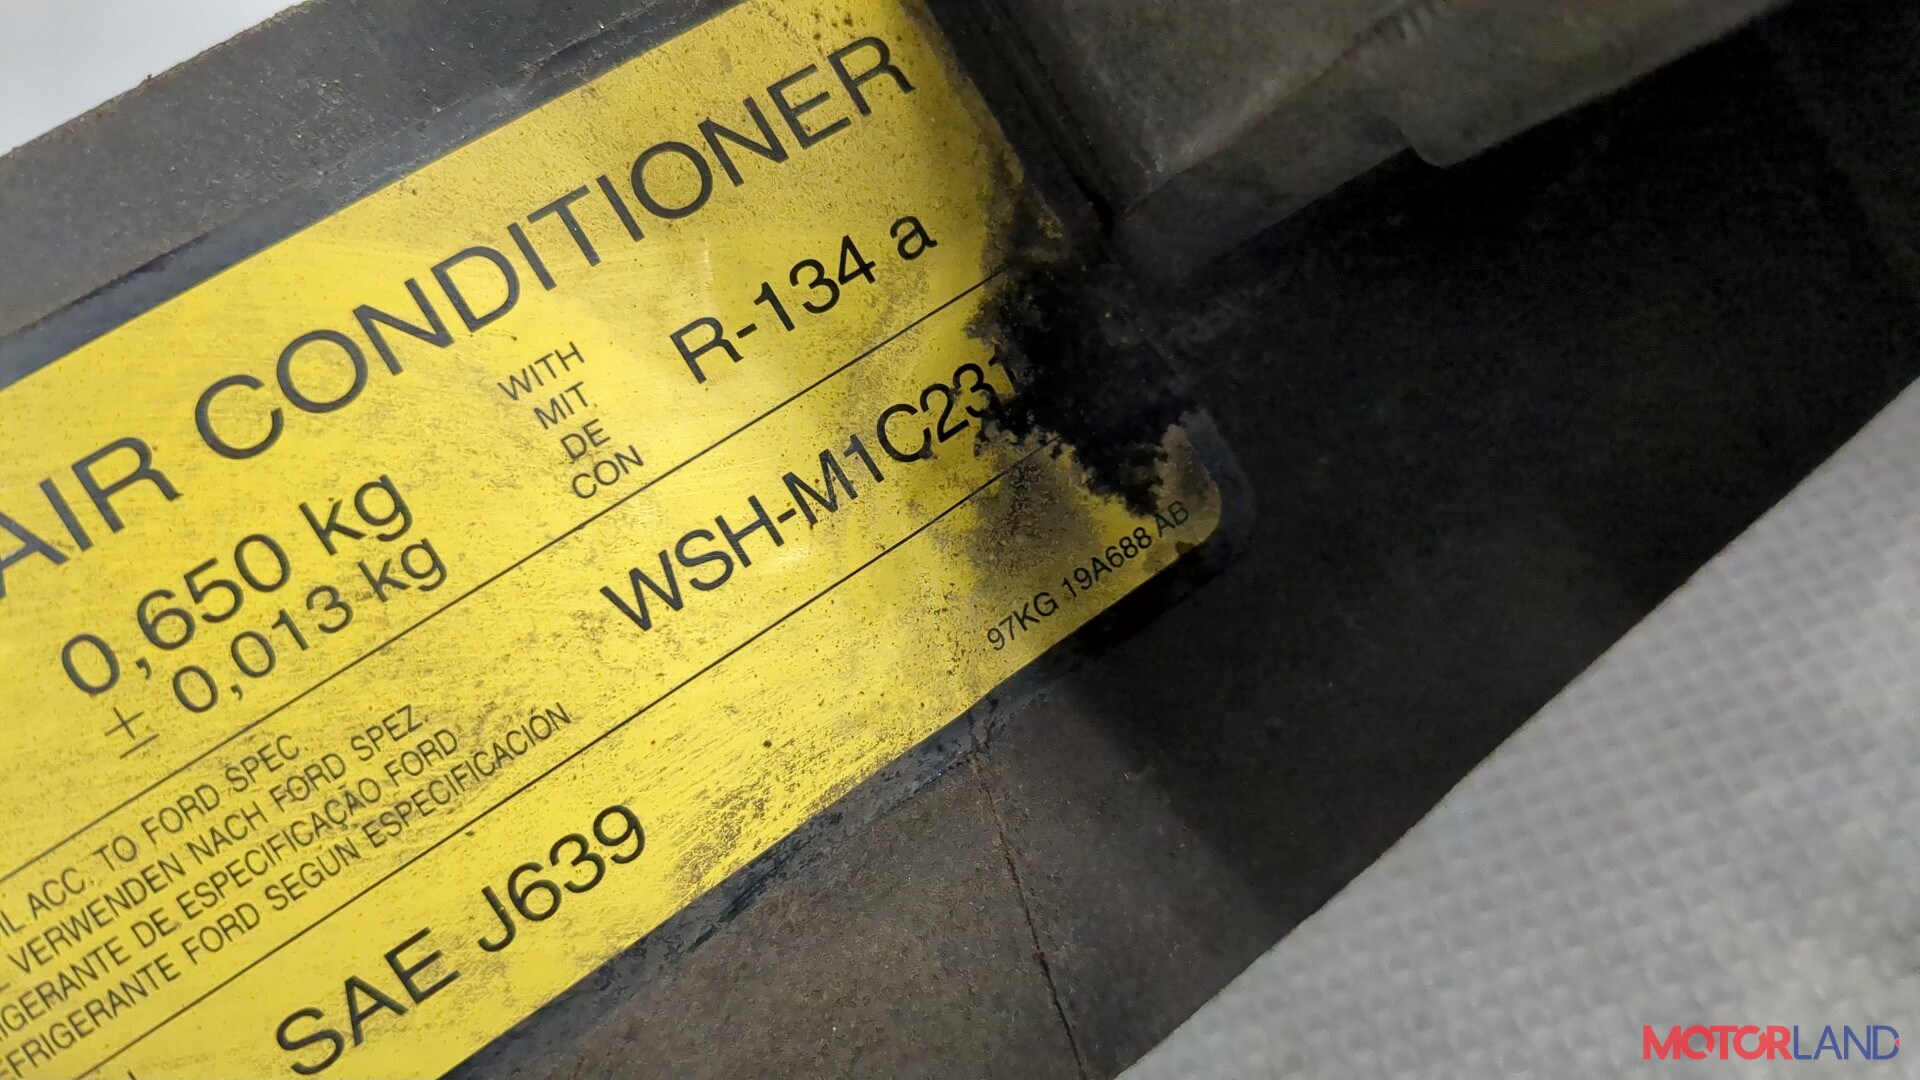 AIR CONDITIONER
0,650 kg
± 0,013 kg
WITH
MIT
DE
CON
R-134 a
ACC. TO FORD SPEC
VERWENDEN NACH FORD SPEZ.
DE ESPECIFICAÇÃO FORD
FORD SEGUN ESPECIFICACIÓN
WSH-M1C231
SAE J639
97KG 19A688 AB
MOTORLAND